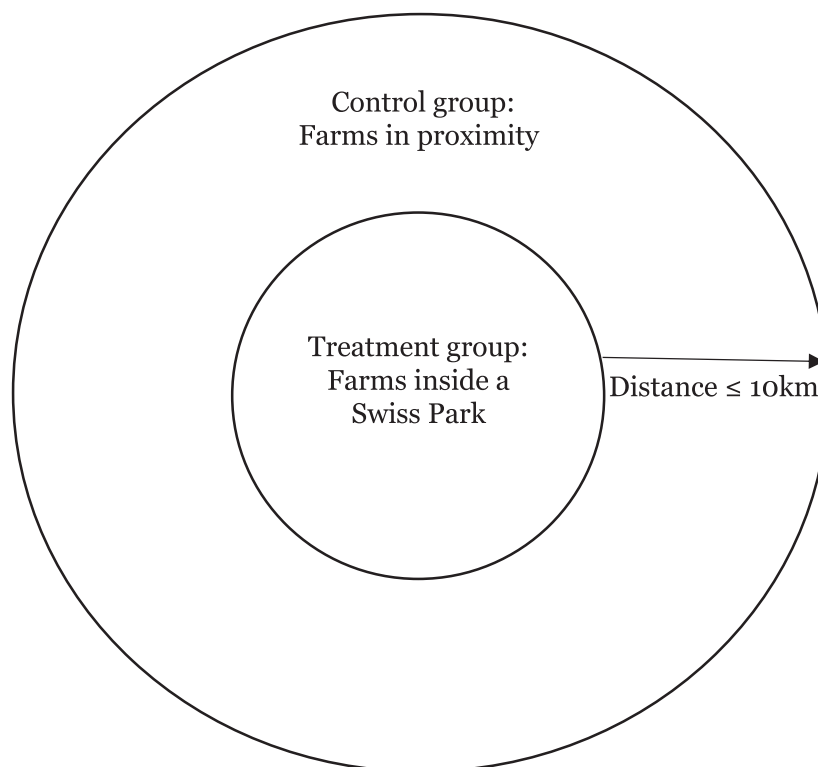 Control group:
Farms in proximity
Treatment group:
Farms inside a
Swiss Park
Distance ≤ 10km